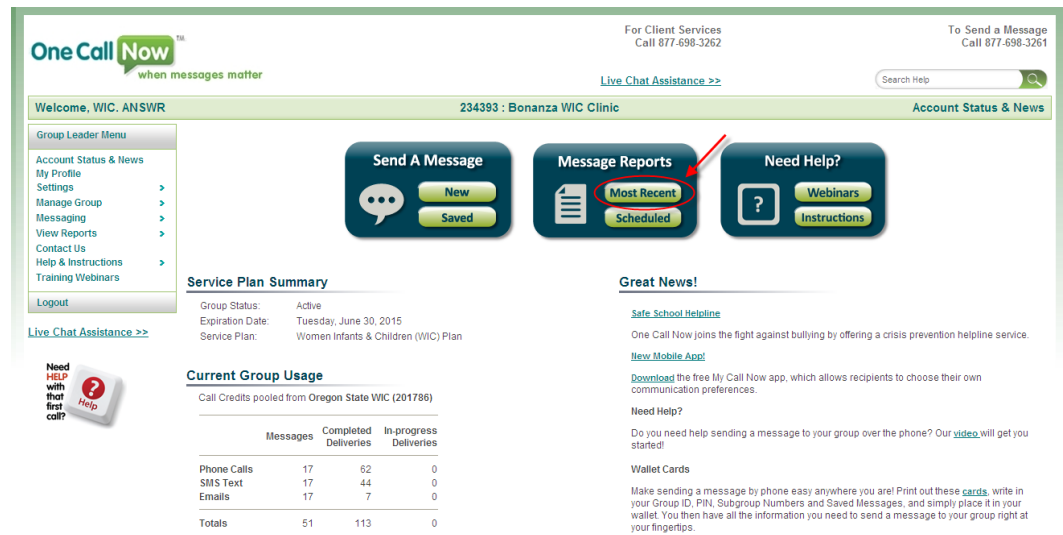 One Call Now TM
when messages matter
For Client Services
Call 877-698-3262
To Send a Message
Call 877-698-3261
Live Chat Assistance >>
Search Help
Welcome, WIC. ANSWR
234393 : Bonanza WIC Clinic
Account Status & News
Group Leader Menu
Account Status & News
My Profile
Settings >
Manage Group >
Messaging >
View Reports >
Contact Us
Help & Instructions >
Training Webinars
Logout
Live Chat Assistance >>
Need
HELP
with
that
first
call?
? Help
Send A Message
New
Saved
Message Reports
Most Recent
Scheduled
Need Help?
?
Webinars
Instructions
Service Plan Summary
Group Status: Active
Expiration Date: Tuesday, June 30, 2015
Service Plan: Women Infants & Children (WIC) Plan
Current Group Usage
Call Credits pooled from Oregon State WIC (201786)
Messages Completed Deliveries In-progress Deliveries
Phone Calls 17 62 0
SMS Text 17 44 0
Emails 17 7 0
Totals 51 113 0
Great News!
Safe School Helpline
One Call Now joins the fight against bullying by offering a crisis prevention helpline service.
New Mobile App!
Download the free My Call Now app, which allows recipients to choose their own
communication preferences.
Need Help?
Do you need help sending a message to your group over the phone? Our video will get you
started!
Wallet Cards
Make sending a message by phone easy anywhere you are! Print out these cards, write in
your Group ID, PIN, Subgroup Numbers and Saved Messages, and simply place it in your
wallet. You then have all the information you need to send a message to your group right at
your fingertips.